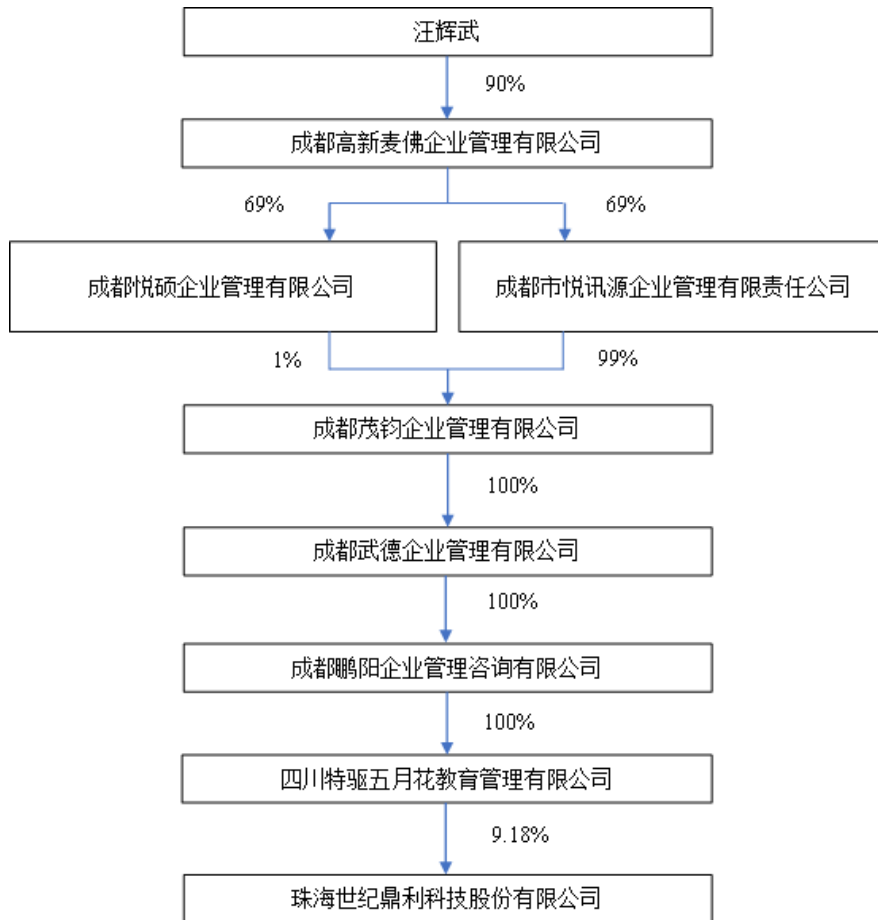 汪辉武
90%
成都高新麦佛企业管理有限公司
69%
69%
成都悦硕企业管理有限公司
成都市悦讯源企业管理有限责任公司
1%
99%
成都茂钧企业管理有限公司
100%
成都武德企业管理有限公司
100%
成都鹏阳企业管理咨询有限公司
100%
四川特驱五月花教育管理有限公司
9.18%
珠海世纪鼎利科技股份有限公司